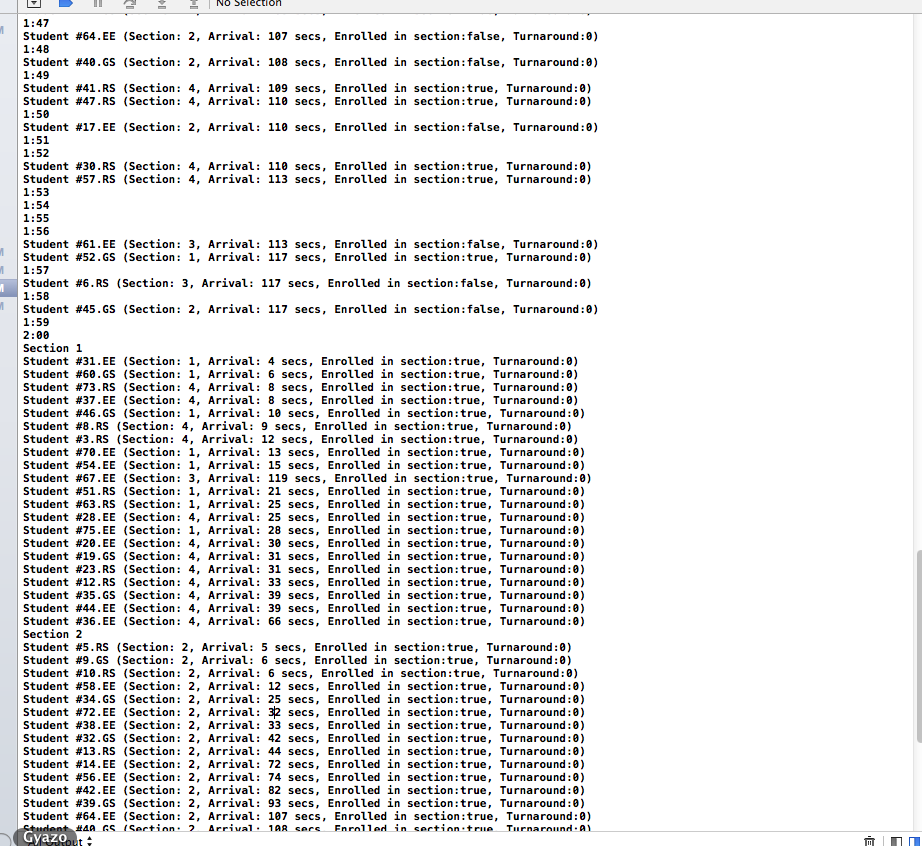 No Selection
1:47
Student #64.EE (Section: 2, Arrival: 107 secs, Enrolled in section:false, Turnaround:0)
1:48
Student #40.GS (Section: 2, Arrival: 108 secs, Enrolled in section:false, Turnaround:0)
1:49
Student #41.RS (Section: 4, Arrival: 109 secs, Enrolled in section:true, Turnaround:0)
Student #47.RS (Section: 4, Arrival: 110 secs, Enrolled in section:true, Turnaround:0)
1:50
Student #17.EE (Section: 2, Arrival: 110 secs, Enrolled in section:false, Turnaround:0)
1:51
1:52
Student #30.RS (Section: 4, Arrival: 110 secs, Enrolled in section:true, Turnaround:0)
Student #57.RS (Section: 4, Arrival: 113 secs, Enrolled in section:true, Turnaround:0)
1:53
1:54
1:55
1:56
Student #61.EE (Section: 3, Arrival: 113 secs, Enrolled in section:false, Turnaround:0)
Student #52.GS (Section: 1, Arrival: 117 secs, Enrolled in section:true, Turnaround:0)
1:57
Student #6.RS (Section: 3, Arrival: 117 secs, Enrolled in section:false, Turnaround:0)
1:58
Student #45.GS (Section: 2, Arrival: 117 secs, Enrolled in section:false, Turnaround:0)
1:59
2:00
Section 1
Student #31.EE (Section: 1, Arrival: 4 secs, Enrolled in section:true, Turnaround:0)
Student #60.GS (Section: 1, Arrival: 6 secs, Enrolled in section:true, Turnaround:0)
Student #73.RS (Section: 4, Arrival: 8 secs, Enrolled in section:true, Turnaround:0)
Student #37.EE (Section: 4, Arrival: 8 secs, Enrolled in section:true, Turnaround:0)
Student #46.GS (Section: 1, Arrival: 10 secs, Enrolled in section:true, Turnaround:0)
Student #8.RS (Section: 4, Arrival: 9 secs, Enrolled in section:true, Turnaround:0)
Student #3.RS (Section: 4, Arrival: 12 secs, Enrolled in section:true, Turnaround:0)
Student #70.EE (Section: 1, Arrival: 13 secs, Enrolled in section:true, Turnaround:0)
Student #54.EE (Section: 1, Arrival: 15 secs, Enrolled in section:true, Turnaround:0)
Student #67.EE (Section: 3, Arrival: 119 secs, Enrolled in section:true, Turnaround:0)
Student #51.RS (Section: 1, Arrival: 21 secs, Enrolled in section:true, Turnaround:0)
Student #63.RS (Section: 1, Arrival: 25 secs, Enrolled in section:true, Turnaround:0)
Student #28.EE (Section: 4, Arrival: 25 secs, Enrolled in section:true, Turnaround:0)
Student #75.EE (Section: 1, Arrival: 28 secs, Enrolled in section:true, Turnaround:0)
Student #20.EE (Section: 4, Arrival: 30 secs, Enrolled in section:true, Turnaround:0)
Student #19.GS (Section: 4, Arrival: 31 secs, Enrolled in section:true, Turnaround:0)
Student #23.RS (Section: 4, Arrival: 31 secs, Enrolled in section:true, Turnaround:0)
Student #12.RS (Section: 4, Arrival: 33 secs, Enrolled in section:true, Turnaround:0)
Student #35.GS (Section: 4, Arrival: 39 secs, Enrolled in section:true, Turnaround:0)
Student #44.EE (Section: 4, Arrival: 39 secs, Enrolled in section:true, Turnaround:0)
Student #36.EE (Section: 4, Arrival: 66 secs, Enrolled in section:true, Turnaround:0)
Section 2
Student #5.RS (Section: 2, Arrival: 5 secs, Enrolled in section:true, Turnaround:0)
Student #9.GS (Section: 2, Arrival: 6 secs, Enrolled in section:true, Turnaround:0)
Student #10.RS (Section: 2, Arrival: 6 secs, Enrolled in section:true, Turnaround:0)
Student #58.EE (Section: 2, Arrival: 12 secs, Enrolled in section:true, Turnaround:0)
Student #34.GS (Section: 2, Arrival: 25 secs, Enrolled in section:true, Turnaround:0)
Student #72.EE (Section: 2, Arrival: 32 secs, Enrolled in section:true, Turnaround:0)
Student #38.EE (Section: 2, Arrival: 33 secs, Enrolled in section:true, Turnaround:0)
Student #32.GS (Section: 2, Arrival: 42 secs, Enrolled in section:true, Turnaround:0)
Student #13.RS (Section: 2, Arrival: 44 secs, Enrolled in section:true, Turnaround:0)
Student #14.EE (Section: 2, Arrival: 72 secs, Enrolled in section:true, Turnaround:0)
Student #56.EE (Section: 2, Arrival: 74 secs, Enrolled in section:true, Turnaround:0)
Student #42.EE (Section: 2, Arrival: 82 secs, Enrolled in section:true, Turnaround:0)
Student #39.GS (Section: 2, Arrival: 93 secs, Enrolled in section:true, Turnaround:0)
Student #64.EE (Section: 2, Arrival: 107 secs, Enrolled in section:true, Turnaround:0)
Student #40.GS (Section: 2, Arrival: 108 secs, Enrolled in section:true, Turnaround:0)
Gyazo
All Output